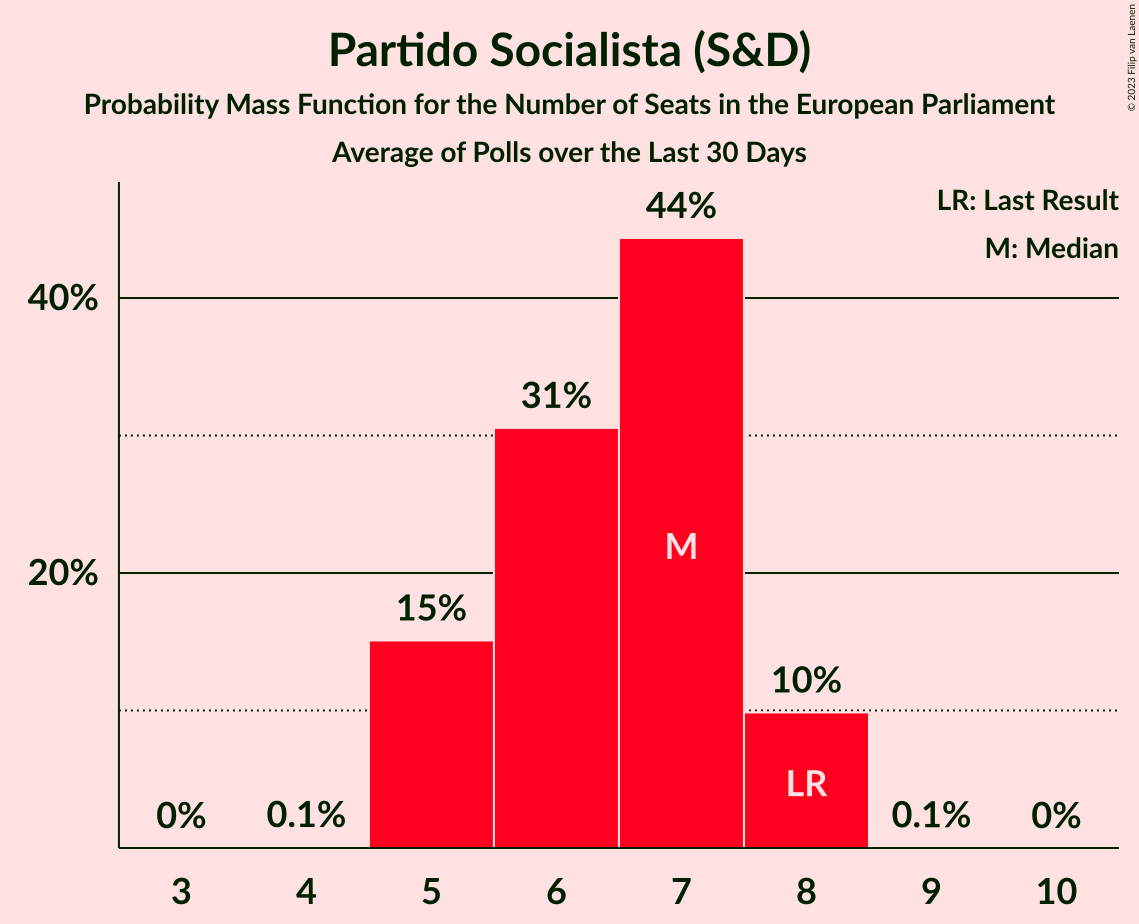 Partido Socialista (S&D)
Probability Mass Function for the Number of Seats in the European Parliament
Average of Polls over the Last 30 Days
© 2023 Filip van Laenen
LR: Last Result
M: Median
44%
40%
31%
M
20%
15%
10%
LR
0%
0.1%
0.1%
0%
3 4 5 6 7 8 9 10